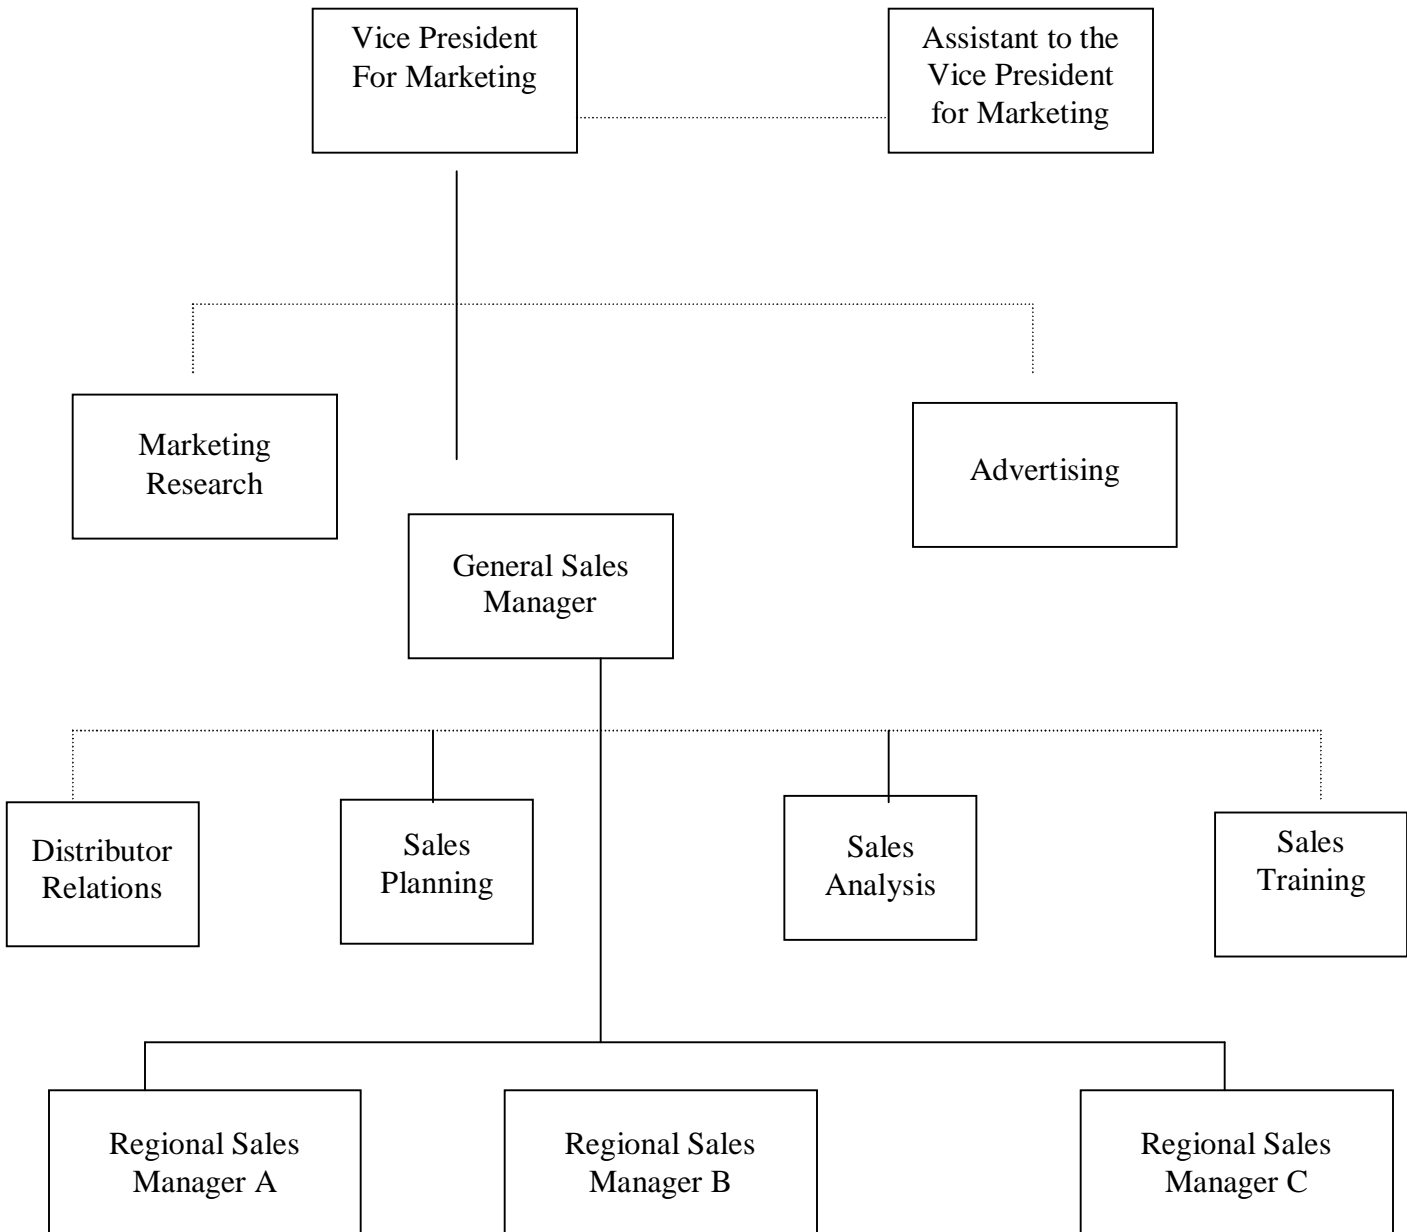 Vice President
For Marketing
Assistant to the
Vice President
for Marketing
Marketing
Research
Advertising
General Sales
Manager
Distributor
Relations
Sales
Planning
Sales
Analysis
Sales
Training
Regional Sales
Manager A
Regional Sales
Manager B
Regional Sales
Manager C